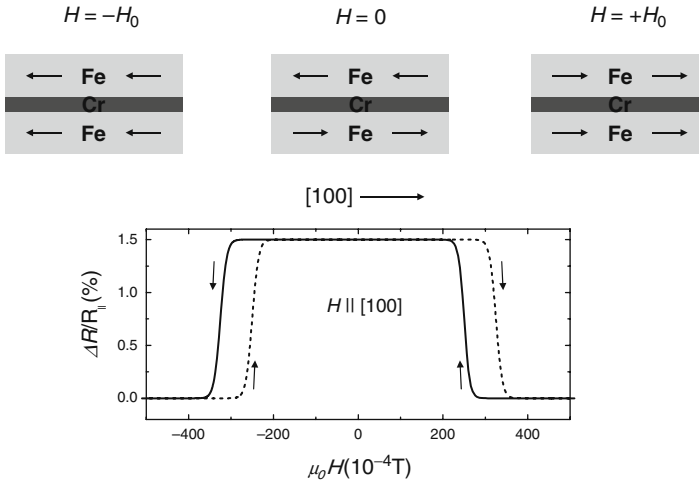 H = −H₀ H = 0 H = +H₀
Fe Fe Fe
Cr Cr Cr
Fe Fe Fe
[100]
1.5
1.0
0.5
0.0
ΔR/R∥(%)
H || [100]
−400 −200 0 200 400
μ₀H(10⁻⁴T)